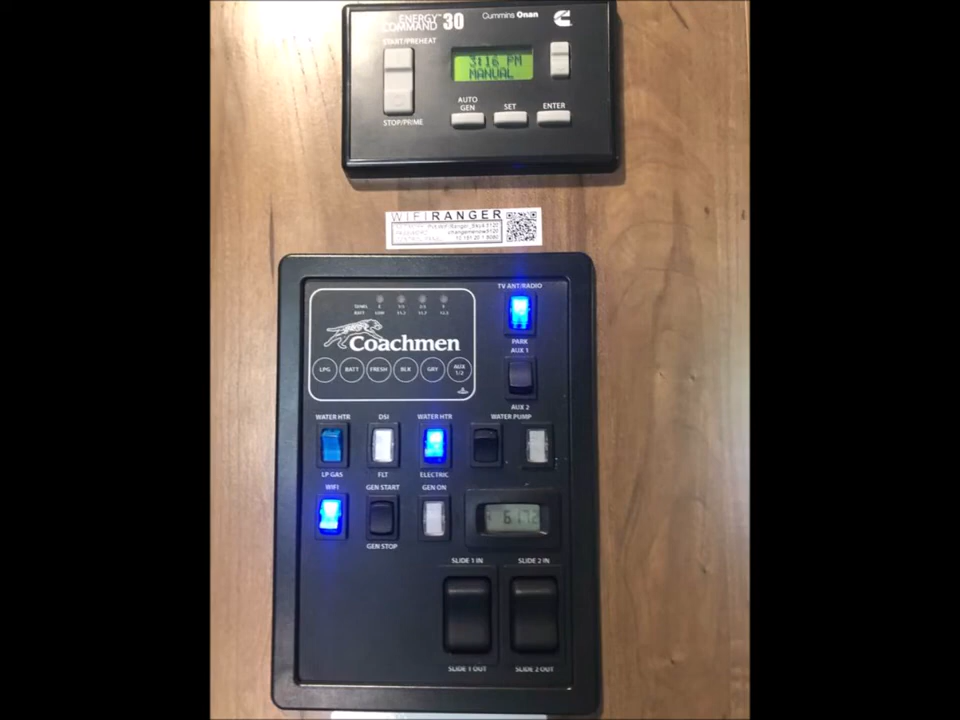 ENERGY™
COMMAND 30
Cummins Onan
START/PREHEAT
3:16 PM
MANUAL
AUTO
GEN
SET
ENTER
STOP/PRIME
WIFIRANGER
TV ANT/RADIO
Coachmen
PARK
AUX 1
LPG BATT FRESH BLK GRY AUX
1/2
AUX 2
WATER HTR DSI WATER HTR WATER PUMP
LP GAS FLT ELECTRIC
WIFI GEN START GEN ON
617.2
GEN STOP
SLIDE 1 IN SLIDE 2 IN
SLIDE 1 OUT SLIDE 2 OUT